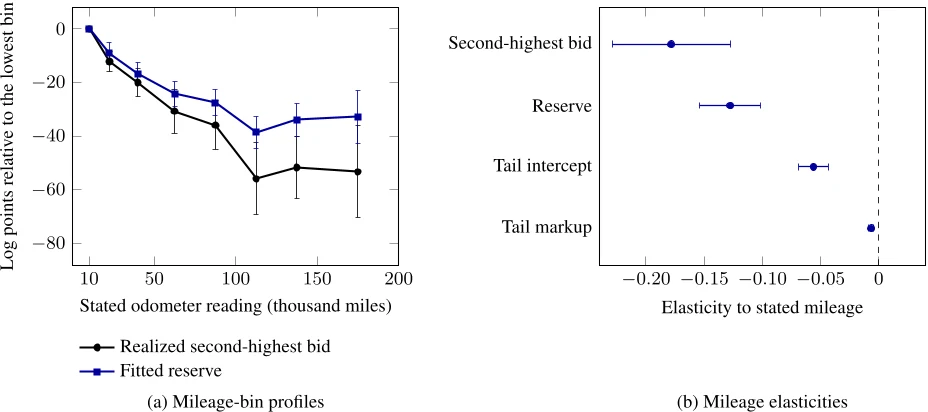 Log points relative to the lowest bin
0
−20
−40
−60
−80
10 50 100 150 200
Stated odometer reading (thousand miles)
Realized second-highest bid
Fitted reserve
(a) Mileage-bin profiles
Second-highest bid
Reserve
Tail intercept
Tail markup
−0.20 −0.15 −0.10 −0.05 0
Elasticity to stated mileage
(b) Mileage elasticities